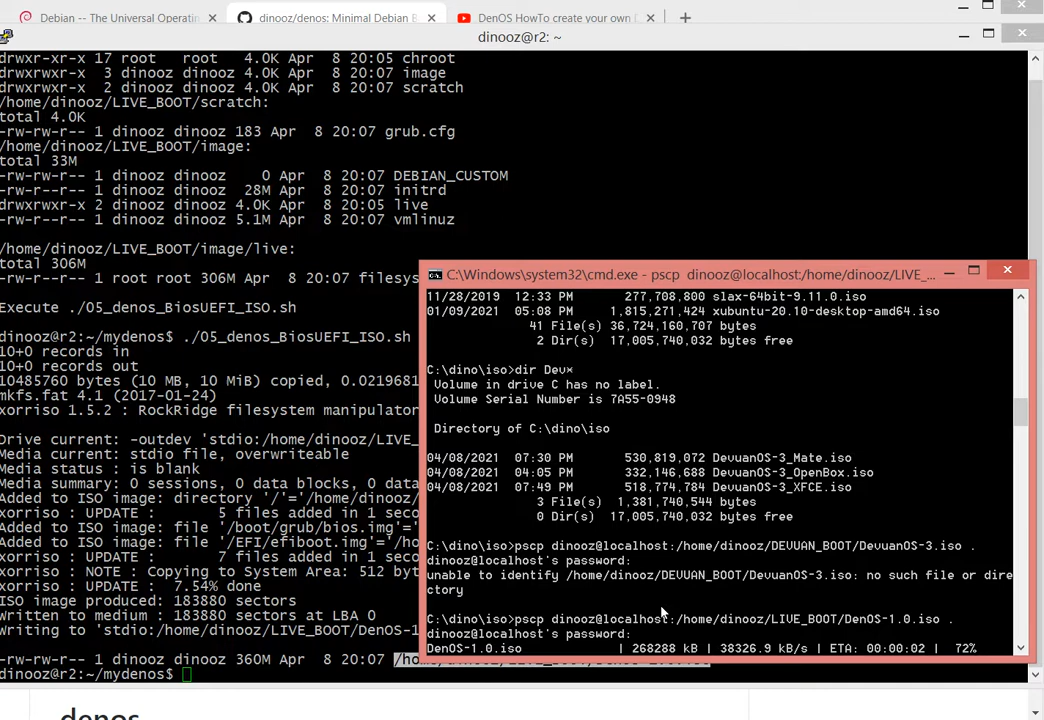 Debian -- The Universal Operatin
dinooz/denos: Minimal Debian B
DenOS HowTo create your own
dinooz@r2: ~
drwxr-xr-x 17 root   root   4.0K Apr  8 20:05 chroot
drwxrwxr-x  3 dinooz dinooz 4.0K Apr  8 20:07 image
drwxrwxr-x  2 dinooz dinooz 4.0K Apr  8 20:07 scratch
/home/dinooz/LIVE_BOOT/scratch:
total 4.0K
-rw-rw-r-- 1 dinooz dinooz 183 Apr  8 20:07 grub.cfg
/home/dinooz/LIVE_BOOT/image:
total 33M
-rw-rw-r-- 1 dinooz dinooz    0 Apr  8 20:07 DEBIAN_CUSTOM
-rw-r--r-- 1 dinooz dinooz  28M Apr  8 20:07 initrd
drwxrwxr-x 2 dinooz dinooz 4.0K Apr  8 20:07 live
-rw-r--r-- 1 dinooz dinooz 5.1M Apr  8 20:07 vmlinuz
/home/dinooz/LIVE_BOOT/image/live:
total 306M
-rw-r--r-- 1 root root 306M Apr  8 20:07 filesys
Execute ./05_denos_BiosUEFI_ISO.sh
dinooz@r2:~/mydenos$ ./05_denos_BiosUEFI_ISO.sh
10+0 records in
10+0 records out
10485760 bytes (10 MB, 10 MiB) copied, 0.0219681
mkfs.fat 4.1 (2017-01-24)
xorriso 1.5.2 : RockRidge filesystem manipulator
Drive current: -outdev 'stdio:/home/dinooz/LIVE_
Media current: stdio file, overwriteable
Media status : is blank
Media summary: 0 sessions, 0 data blocks, 0 data
Added to ISO image: directory '/'='/home/dinooz/
xorriso : UPDATE :       5 files added in 1 seco
Added to ISO image: file '/boot/grub/bios.img'='
xorriso : UPDATE :       7 files added in 1 seco
Added to ISO image: file '/EFI/efiboot.img'='/ho
xorriso : NOTE : Copying to System Area: 512 byt
xorriso : UPDATE :  7.54% done
ISO image produced: 183880 sectors
written to medium : 183880 sectors at LBA 0
writing to 'stdio:/home/dinooz/LIVE_BOOT/DenOS-1
-rw-rw-r-- 1 dinooz dinooz 360M Apr  8 20:07
dinooz@r2:~/mydenos$
C:\Windows\system32\cmd.exe - pscp  dinooz@localhost:/home/dinooz/LIVE_...
11/28/2019  12:33 PM       277,708,800 slax-64bit-9.11.0.iso
01/09/2021  05:08 PM     1,815,271,424 xubuntu-20.10-desktop-amd64.iso
41 File(s) 36,724,160,707 bytes
2 Dir(s)  17,005,740,032 bytes free
C:\dino\iso>dir Dev*
Volume in drive C has no label.
Volume Serial Number is 7A55-0948
Directory of C:\dino\iso
04/08/2021  07:30 PM       530,819,072 DevuanOS-3_Mate.iso
04/08/2021  04:05 PM       332,146,688 DevuanOS-3_OpenBox.iso
04/08/2021  07:49 PM       518,774,784 DevuanOS-3_XFCE.iso
3 File(s)  1,381,740,544 bytes
0 Dir(s)  17,005,740,032 bytes free
C:\dino\iso>pscp dinooz@localhost:/home/dinooz/DEVUAN_BOOT/DevuanOS-3.iso .
dinooz@localhost's password:
unable to identify /home/dinooz/DEVUAN_BOOT/DevuanOS-3.iso: no such file or dire
ctory
C:\dino\iso>pscp dinooz@localhost:/home/dinooz/LIVE_BOOT/DenOS-1.0.iso .
dinooz@localhost's password:
DenOS-1.0.iso             | 268288 kB | 38326.9 kB/s | ETA: 00:00:02 |  72%
denos